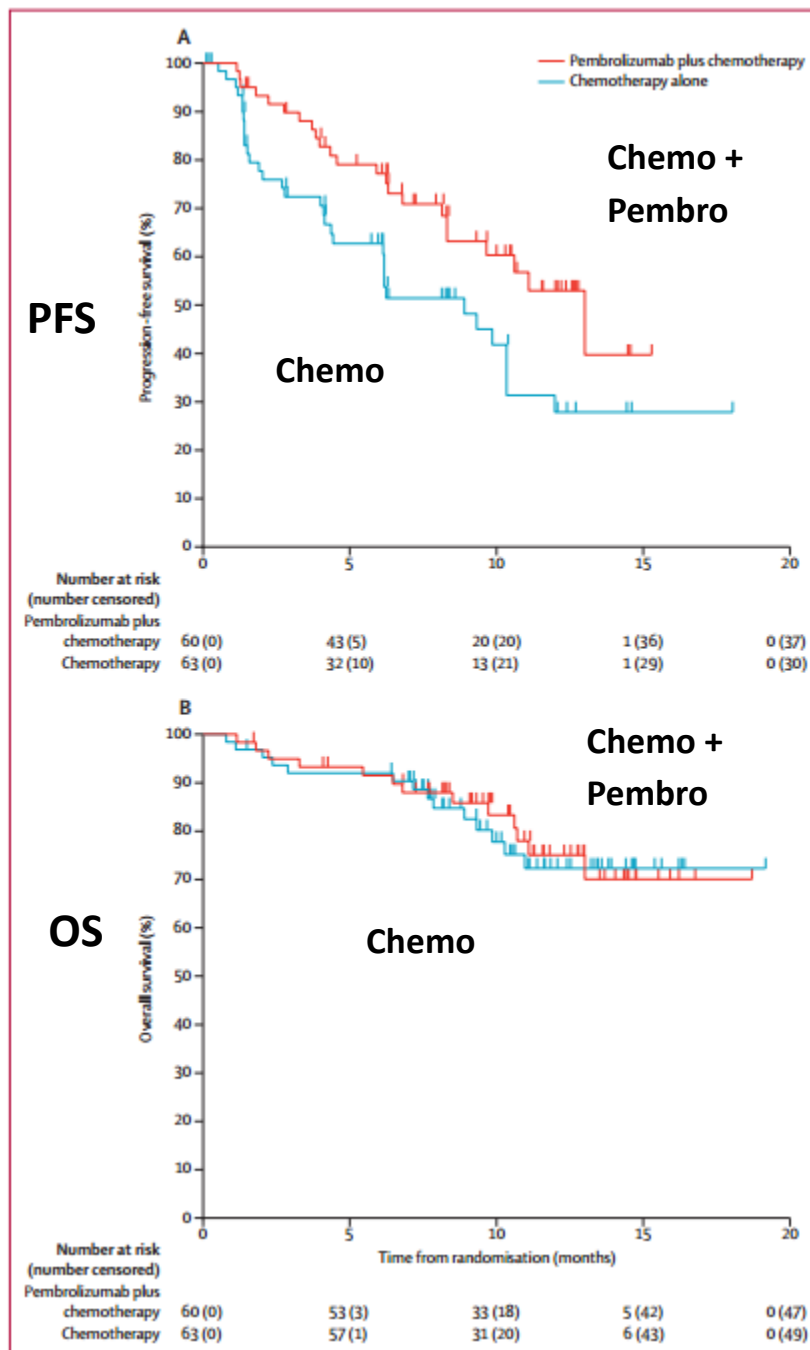 A
Pembrolizumab plus chemotherapy
Chemotherapy alone
Chemo +
Pembro
PFS
Chemo
Progression-free survival (%)
100
90
80
70
60
50
40
30
20
10
0
0 5 10 15 20
Number at risk
(number censored)
Pembrolizumab plus
chemotherapy 60 (0) 43 (5) 20 (20) 1 (36) 0 (37)
Chemotherapy 63 (0) 32 (10) 13 (21) 1 (29) 0 (30)
B
Chemo +
Pembro
OS
Chemo
Overall survival (%)
100
90
80
70
60
50
40
30
20
10
0
0 5 10 15 20
Time from randomisation (months)
Number at risk
(number censored)
Pembrolizumab plus
chemotherapy 60 (0) 53 (3) 33 (18) 5 (42) 0 (47)
Chemotherapy 63 (0) 57 (1) 31 (20) 6 (43) 0 (49)